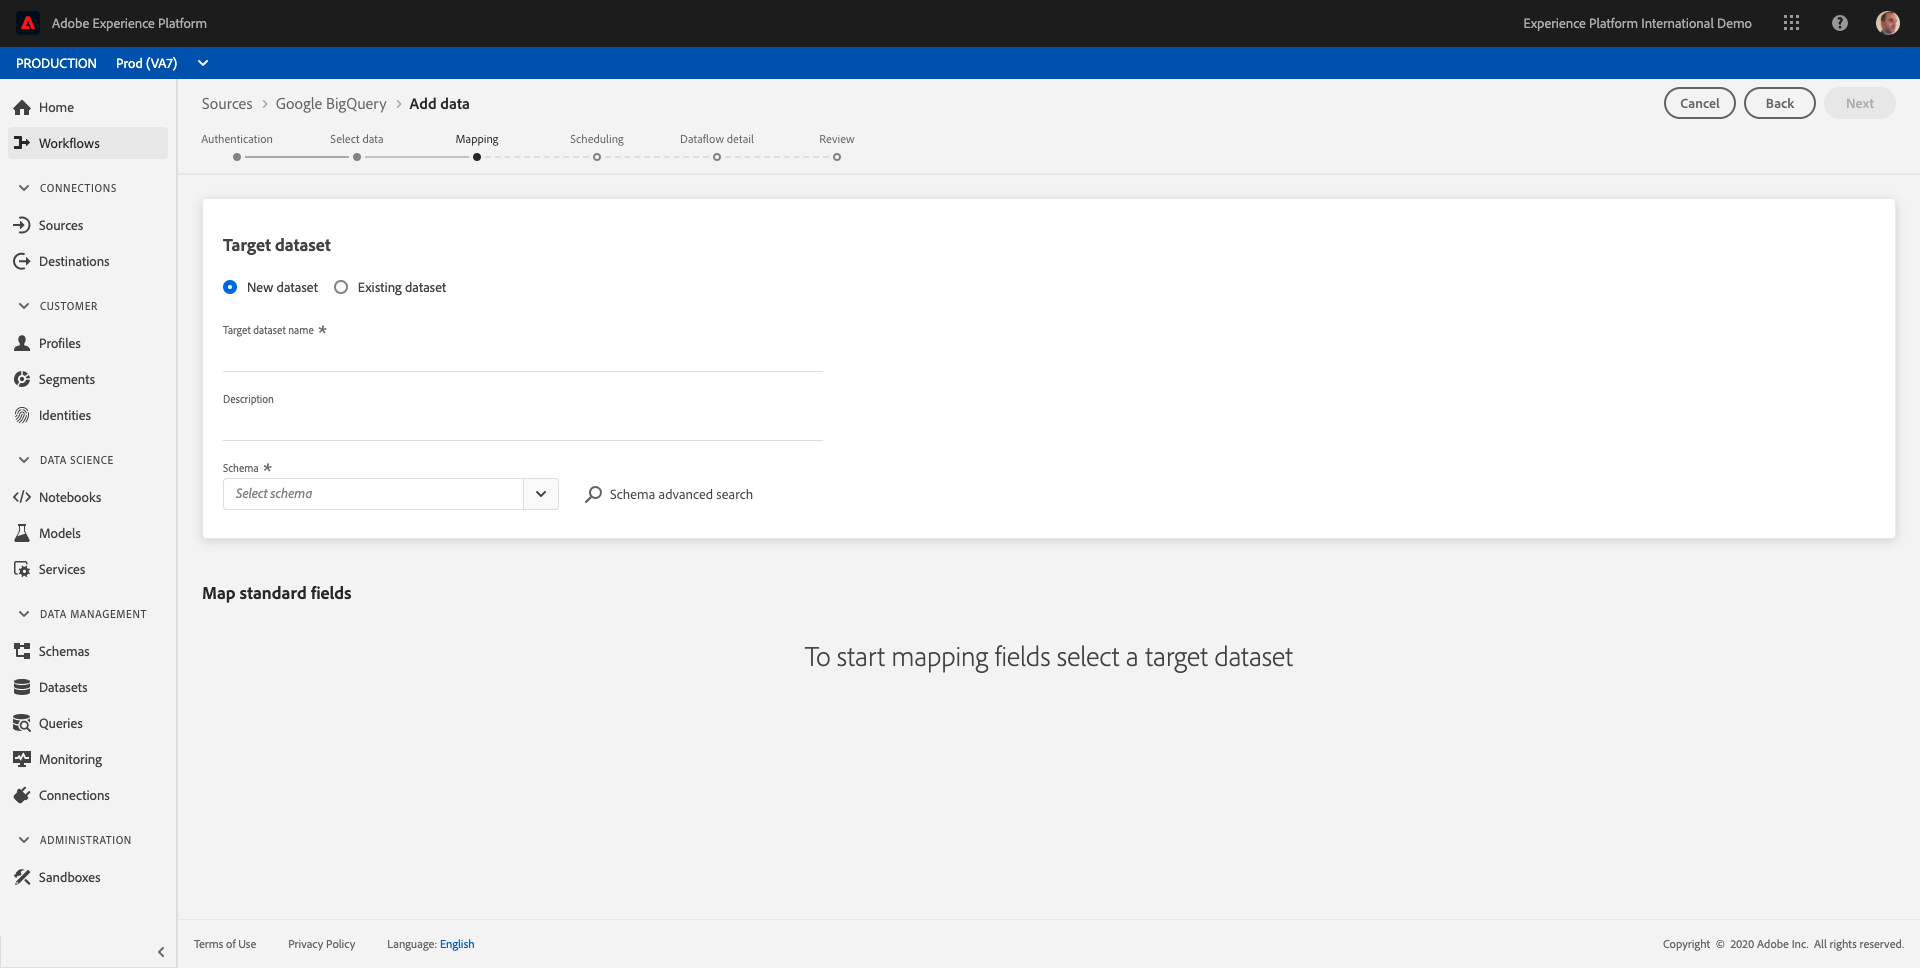 Adobe Experience Platform
Experience Platform International Demo
PRODUCTION Prod (VA7)
Home
Workflows
CONNECTIONS
Sources
Destinations
CUSTOMER
Profiles
Segments
Identities
DATA SCIENCE
Notebooks
Models
Services
DATA MANAGEMENT
Schemas
Datasets
Queries
Monitoring
Connections
ADMINISTRATION
Sandboxes
Sources > Google BigQuery > Add data
Cancel Back Next
Authentication Select data Mapping Scheduling Dataflow detail Review
Target dataset
New dataset Existing dataset
Target dataset name *
Description
Schema *
Select schema
Schema advanced search
Map standard fields
To start mapping fields select a target dataset
Terms of Use Privacy Policy Language: English
Copyright © 2020 Adobe Inc. All rights reserved.